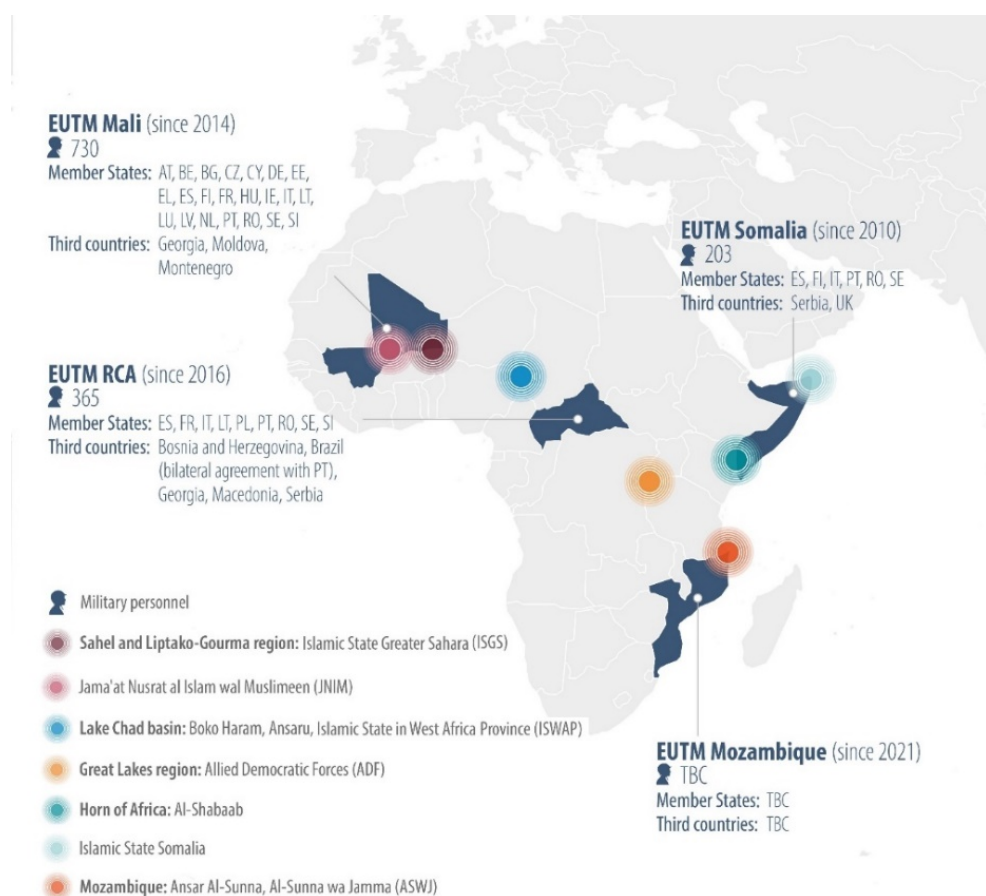 EUTM Mali (since 2014)
730
Member States: AT, BE, BG, CZ, CY, DE, EE,
EL, ES, FI, FR, HU, IE, IT, LT,
LU, LV, NL, PT, RO, SE, SI
Third countries: Georgia, Moldova,
Montenegro
EUTM Somalia (since 2010)
203
Member States: ES, FI, IT, PT, RO, SE
Third countries: Serbia, UK
EUTM RCA (since 2016)
365
Member States: ES, FR, IT, LT, PL, PT, RO, SE, SI
Third countries: Bosnia and Herzegovina, Brazil
(bilateral agreement with PT),
Georgia, Macedonia, Serbia
Military personnel
Sahel and Liptako-Gourma region: Islamic State Greater Sahara (ISGS)
Jama'at Nusrat al Islam wal Muslimeen (JNIM)
Lake Chad basin: Boko Haram, Ansaru, Islamic State in West Africa Province (ISWAP)
Great Lakes region: Allied Democratic Forces (ADF)
Horn of Africa: Al-Shabaab
Islamic State Somalia
Mozambique: Ansar Al-Sunna, Al-Sunna wa Jamma (ASWJ)
EUTM Mozambique (since 2021)
TBC
Member States: TBC
Third countries: TBC